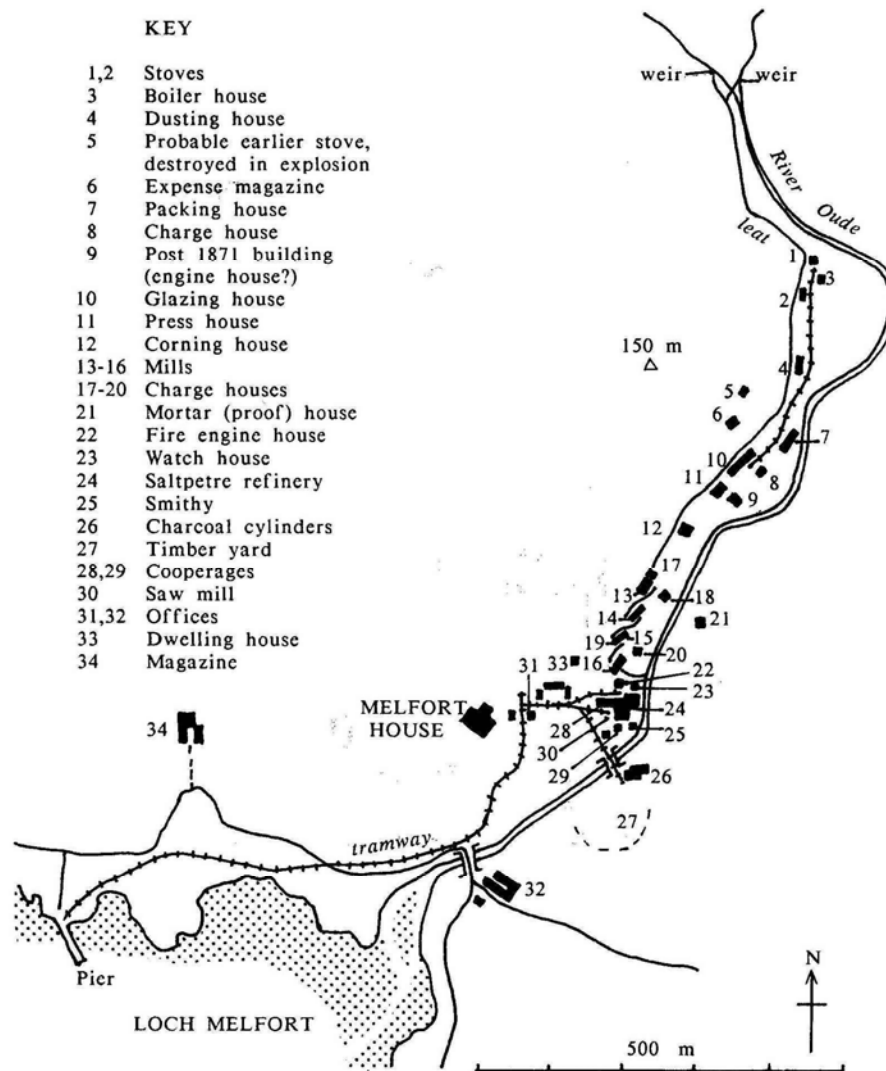 KEY
1,2 Stoves
3 Boiler house
4 Dusting house
5 Probable earlier stove,
destroyed in explosion
6 Expense magazine
7 Packing house
8 Charge house
9 Post 1871 building
(engine house?)
10 Glazing house
11 Press house
12 Corning house
13-16 Mills
17-20 Charge houses
21 Mortar (proof) house
22 Fire engine house
23 Watch house
24 Saltpetre refinery
25 Smithy
26 Charcoal cylinders
27 Timber yard
28,29 Cooperages
30 Saw mill
31,32 Offices
33 Dwelling house
34 Magazine
weir
weir
River
Oude
leat
1
3
2
150 m
4
5
6
7
10
8
11
9
12
17
13
18
14
21
19
15
20
16
22
31
33
23
MELFORT
HOUSE
24
34
28
25
30
29
26
27
tramway
32
Pier
N
LOCH MELFORT
500 m